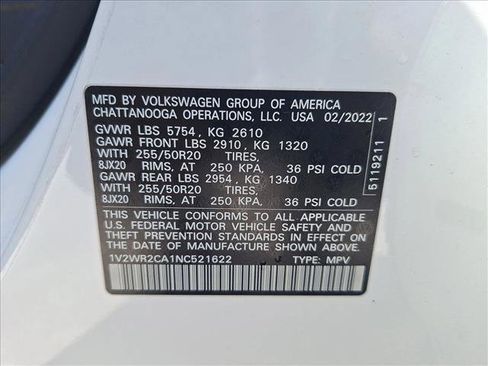 MFD BY VOLKSWAGEN GROUP OF AMERICA
CHATTANOOGA OPERATIONS, LLC. USA 02/2022
GVWR LBS 5754, KG 2610
GAWR FRONT LBS 2910, KG 1320
WITH 255/50R20 TIRES,
8JX20 RIMS, AT 250 KPA, 36 PSI COLD
GAWR REAR LBS 2954, KG 1340
WITH 255/50R20 TIRES,
8JX20 RIMS, AT 250 KPA, 36 PSI COLD
THIS VEHICLE CONFORMS TO ALL APPLICABLE
U.S. FEDERAL MOTOR VEHICLE SAFETY AND
THEFT PREVENTION STANDARDS IN EFFECT ON
THE DATE OF MANUFACTURE SHOWN ABOVE.
1V2WR2CA1NC521622 TYPE: MPV
5119211 1